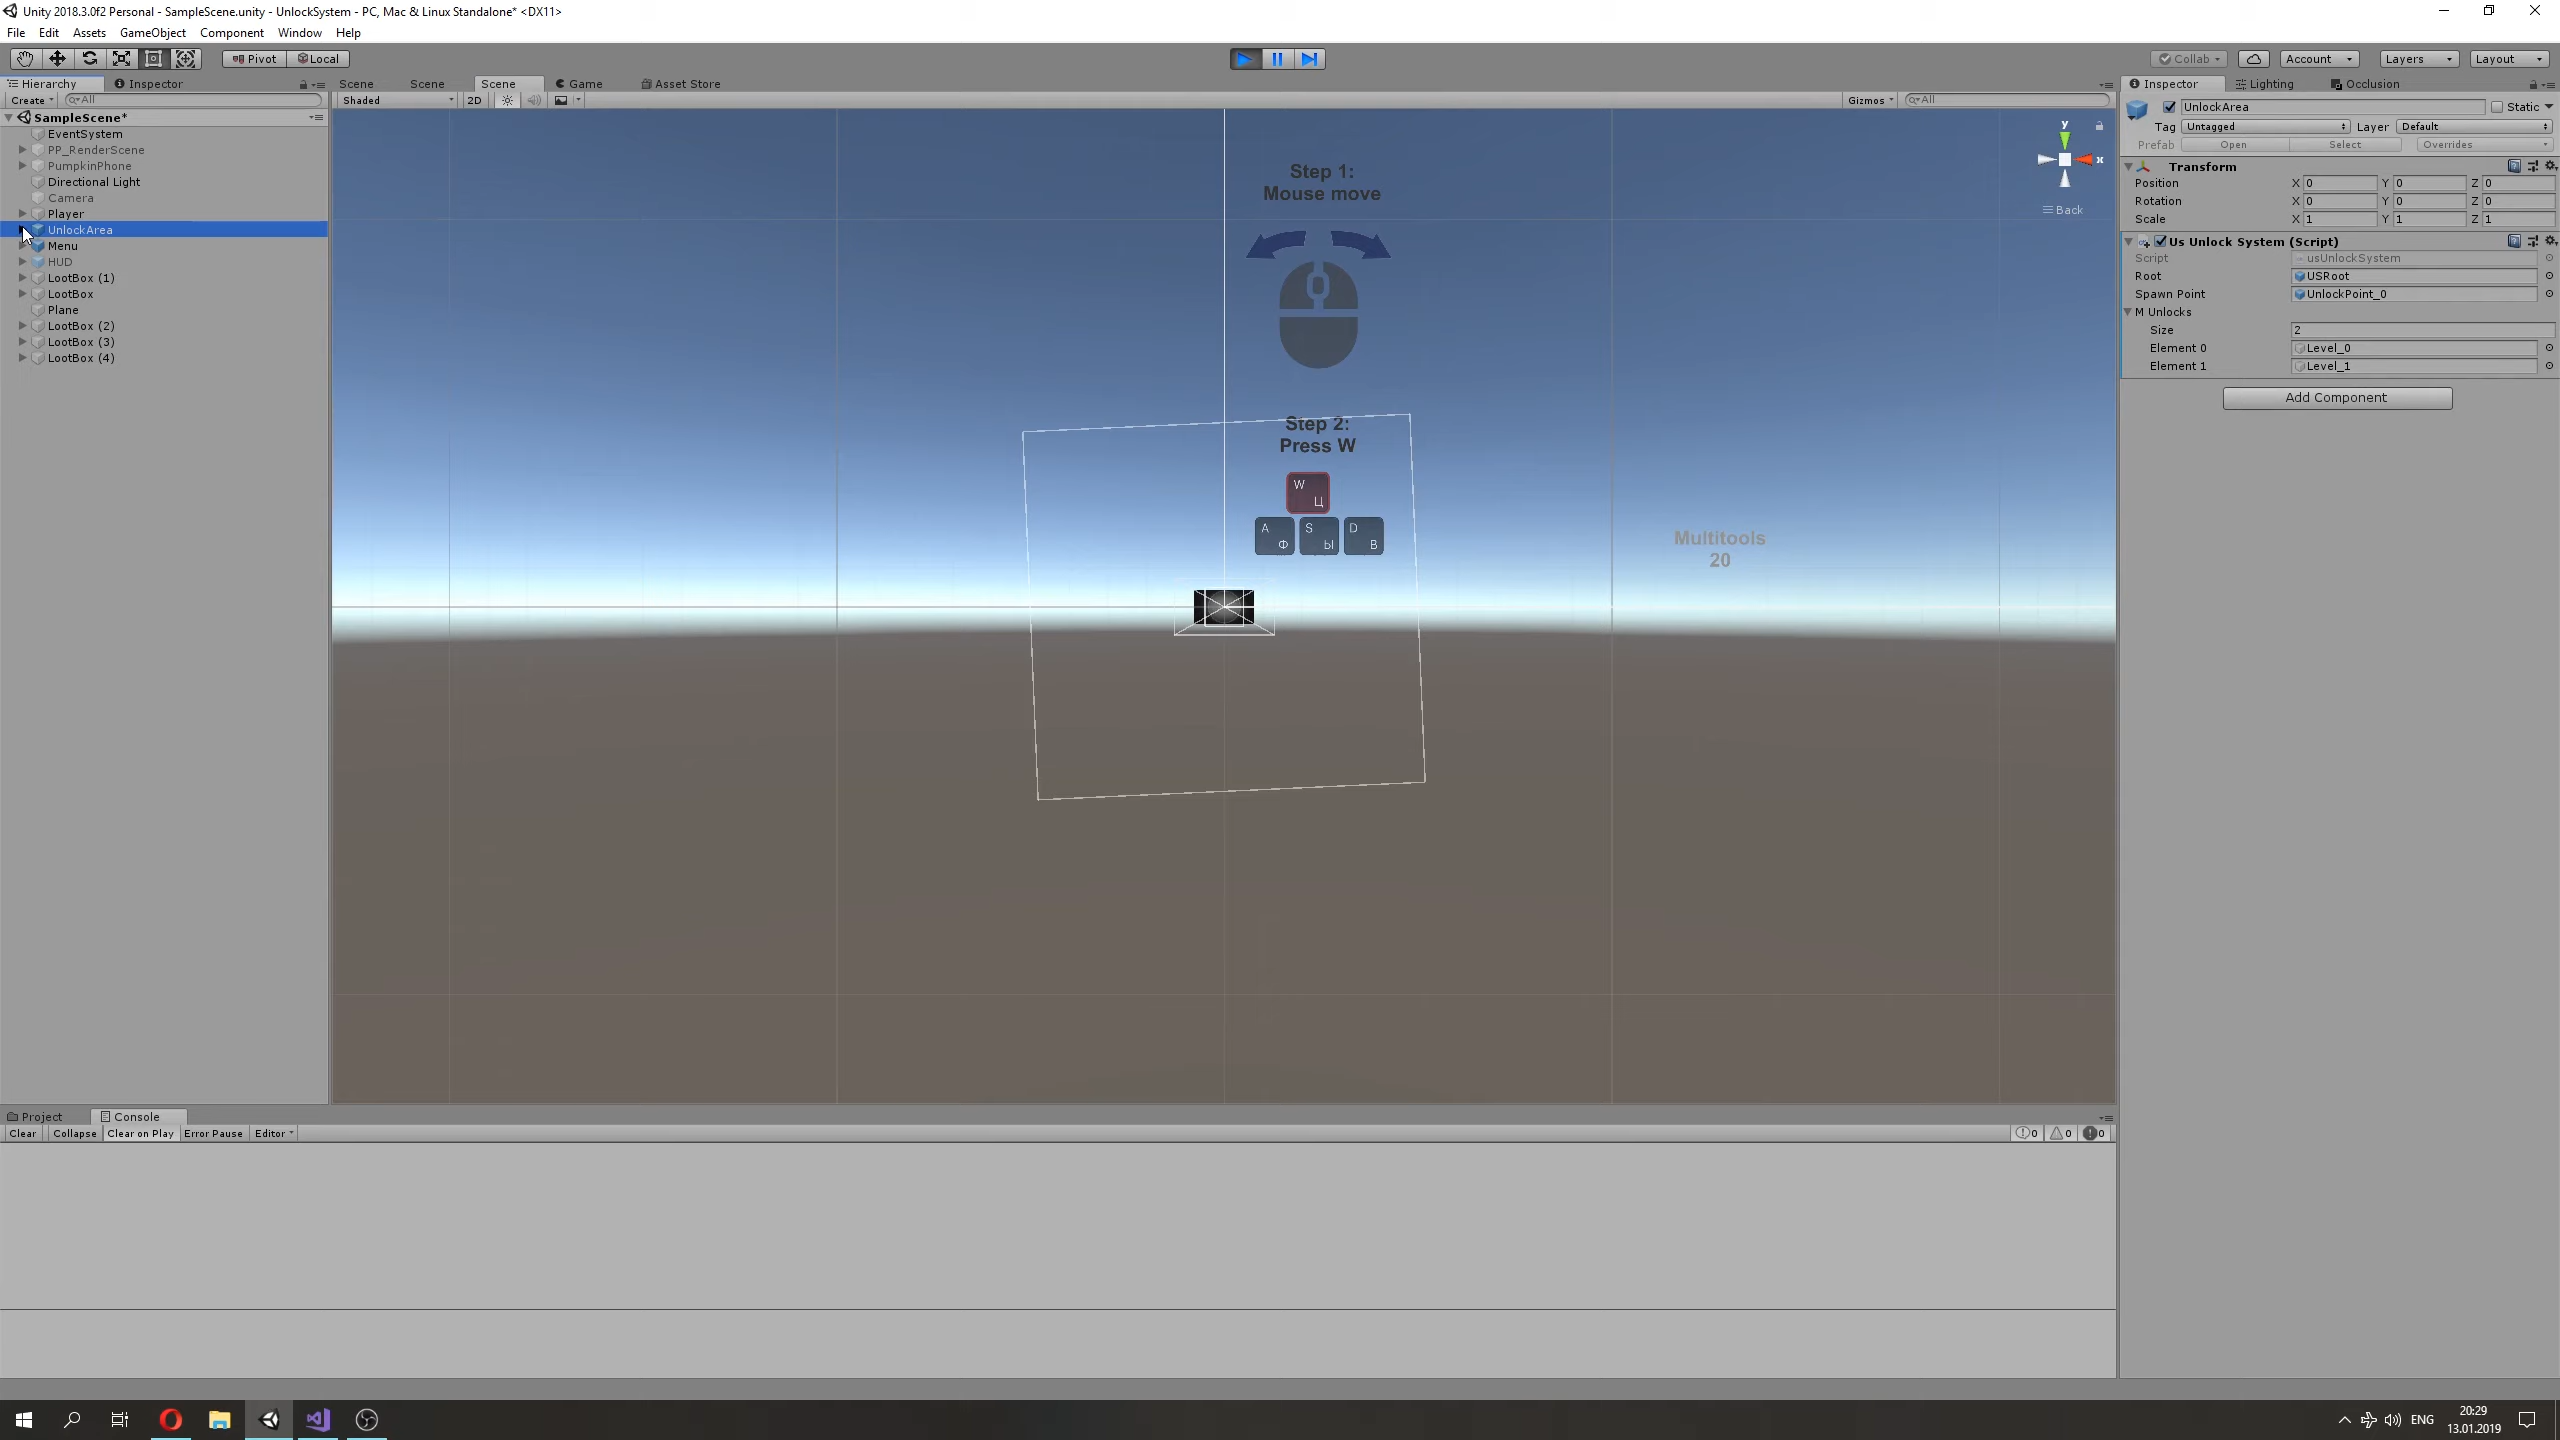 Unity 2018.3.0f2 Personal - SampleScene.unity - UnlockSystem - PC, Mac & Linux Standalone* <DX11>
File Edit Assets GameObject Component Window Help
Pivot Local
Collab Account Layers Layout
Hierarchy Inspector
Create All
SampleScene*
EventSystem
PP_RenderScene
PumpkinPhone
Directional Light
Camera
Player
UnlockArea
Menu
HUD
LootBox (1)
LootBox
Plane
LootBox (2)
LootBox (3)
LootBox (4)
Scene Scene Scene Game Asset Store
Shaded 2D Gizmos All
Step 1:
Mouse move
Step 2:
Press W
W
Ц
A S D
Ф Ы В
Multitools
20
y
x
Back
Inspector Lighting Occlusion
UnlockArea Static
Tag Untagged Layer Default
Prefab Open Select Overrides
Transform
Position X 0 Y 0 Z 0
Rotation X 0 Y 0 Z 0
Scale X 1 Y 1 Z 1
Us Unlock System (Script)
Script usUnlockSystem
Root USRoot
Spawn Point UnlockPoint_0
M Unlocks
Size 2
Element 0 Level_0
Element 1 Level_1
Add Component
Project Console
Clear Collapse Clear on Play Error Pause Editor 0 0 0
ENG
20:29
13.01.2019